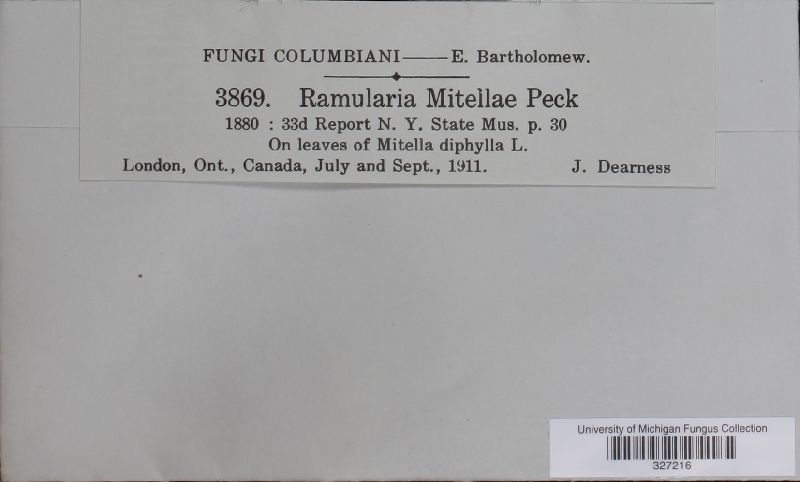 FUNGI COLUMBIANI——E. Bartholomew.
3869. Ramularia Mitellae Peck
1880 : 33d Report N. Y. State Mus. p. 30
On leaves of Mitella diphylla L.
London, Ont., Canada, July and Sept., 1911. J. Dearness
University of Michigan Fungus Collection
327216